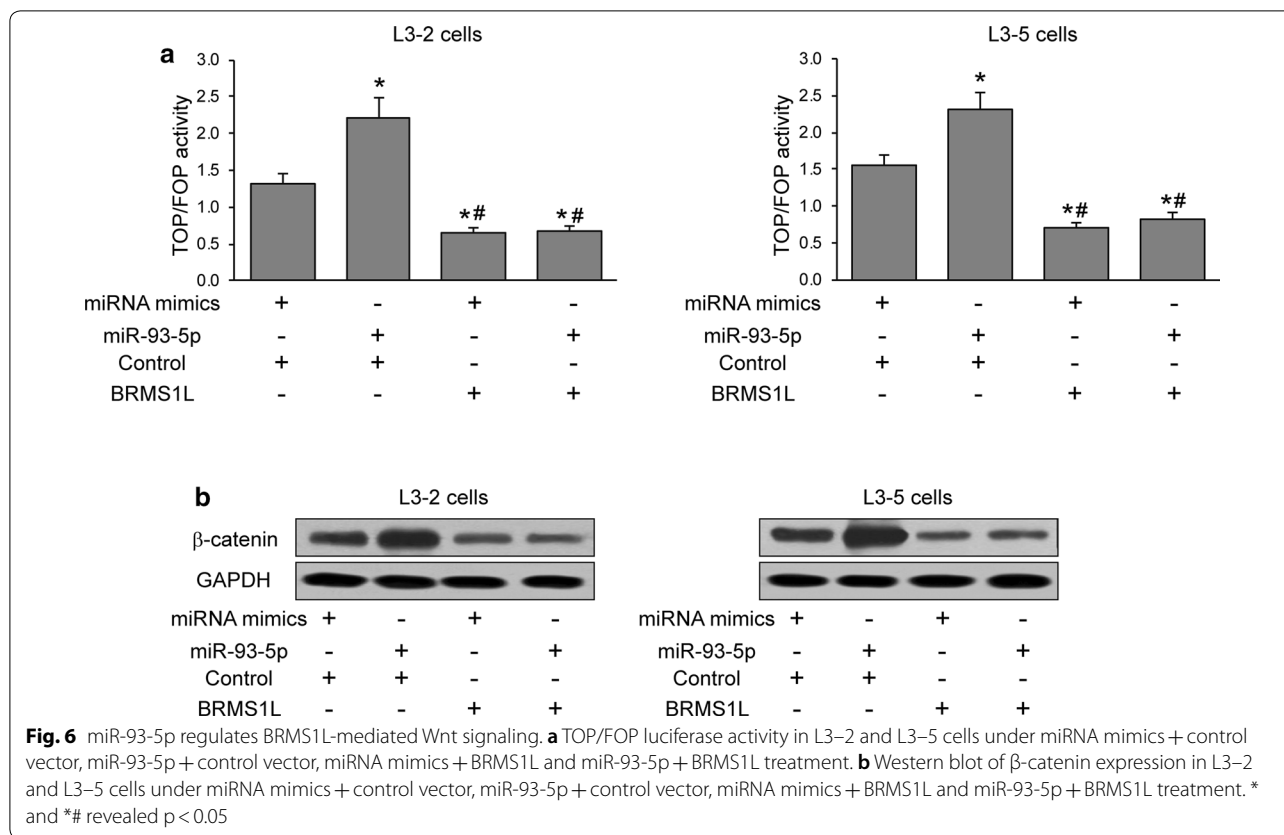 L3-2 cells
a
TOP/FOP activity
3.0
2.5
2.0
1.5
1.0
0.5
0.0
*
*#
*#
miRNA mimics + - + -
miR-93-5p - + - +
Control + + - -
BRMS1L - - + +
L3-5 cells
TOP/FOP activity
3.0
2.5
2.0
1.5
1.0
0.5
0.0
*
*#
*#
miRNA mimics + - + -
miR-93-5p - + - +
Control + + - -
BRMS1L - - + +
b
L3-2 cells
L3-5 cells
β-catenin
GAPDH
miRNA mimics + - + -
miR-93-5p - + - +
Control + + - -
BRMS1L - - + +
miRNA mimics + - + -
miR-93-5p - + - +
Control + + - -
BRMS1L - - + +
Fig. 6 miR-93-5p regulates BRMS1L-mediated Wnt signaling. a TOP/FOP luciferase activity in L3–2 and L3–5 cells under miRNA mimics + control
vector, miR-93-5p + control vector, miRNA mimics + BRMS1L and miR-93-5p + BRMS1L treatment. b Western blot of β-catenin expression in L3–2
and L3–5 cells under miRNA mimics + control vector, miR-93-5p + control vector, miRNA mimics + BRMS1L and miR-93-5p + BRMS1L treatment. *
and *# revealed p < 0.05